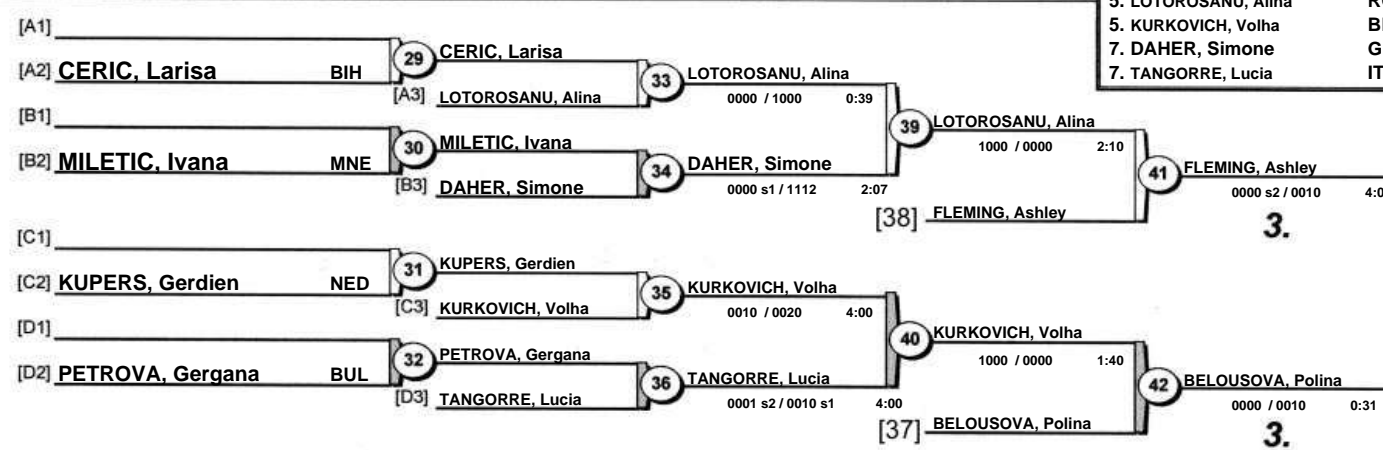 5. LOTOROSANU, Alina
5. KURKOVICH, Volha
7. DAHER, Simone
7. TANGORRE, Lucia
[A1]
[A2] CERIC, Larisa BIH
29
CERIC, Larisa
[A3] LOTOROSANU, Alina
33
LOTOROSANU, Alina
0000 / 1000 0:39
[B1]
[B2] MILETIC, Ivana MNE
30
MILETIC, Ivana
[B3] DAHER, Simone
34
DAHER, Simone
0000 s1 / 1112 2:07
39
LOTOROSANU, Alina
1000 / 0000 2:10
[38] FLEMING, Ashley
41
FLEMING, Ashley
0000 s2 / 0010
3.
[C1]
[C2] KUPERS, Gerdien NED
31
KUPERS, Gerdien
[C3] KURKOVICH, Volha
35
KURKOVICH, Volha
0010 / 0020 4:00
[D1]
[D2] PETROVA, Gergana BUL
32
PETROVA, Gergana
[D3] TANGORRE, Lucia
36
TANGORRE, Lucia
0001 s2 / 0010 s1 4:00
40
KURKOVICH, Volha
1000 / 0000 1:40
[37] BELOUSOVA, Polina
42
BELOUSOVA, Polina
0000 / 0010 0:31
3.